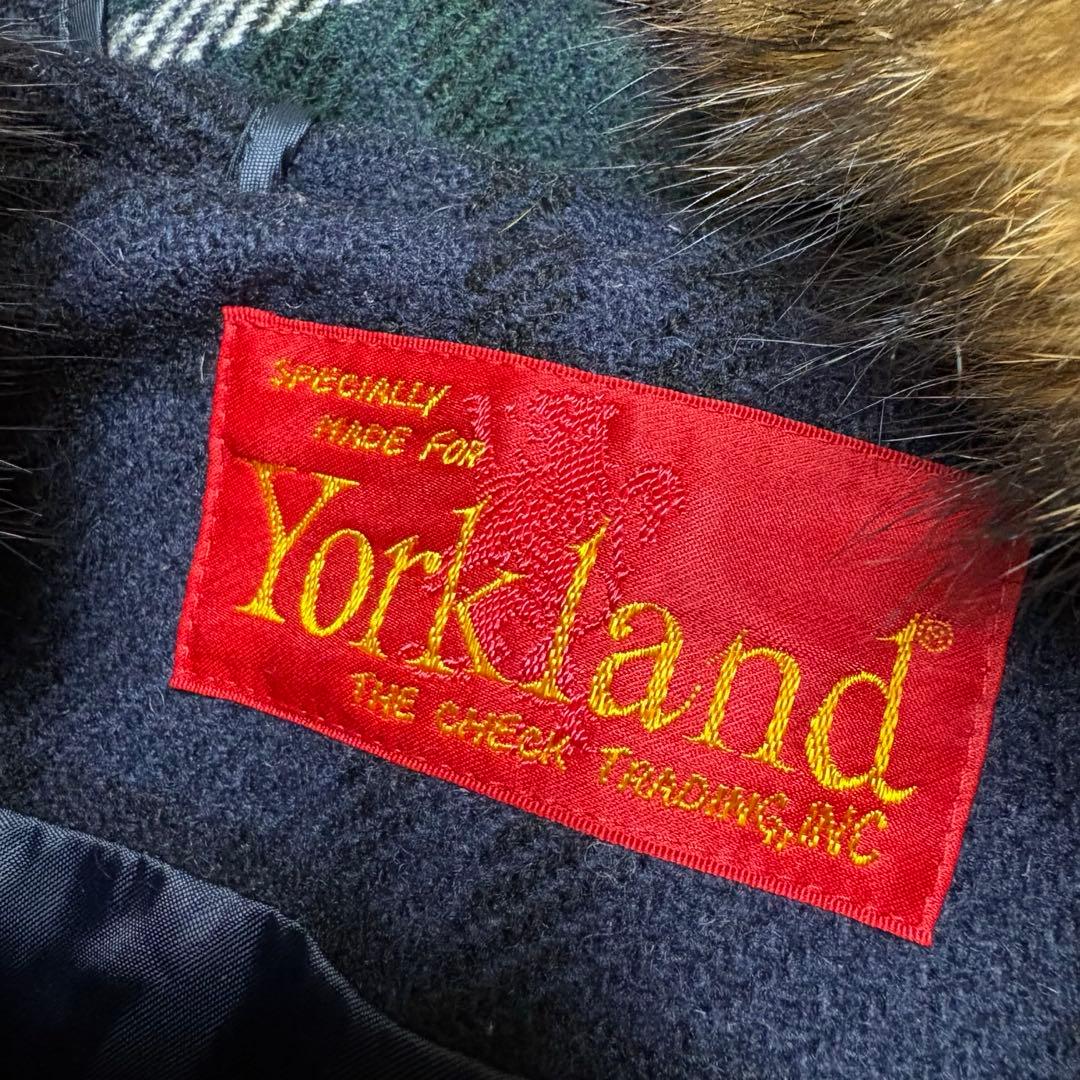 SPECIALLY
MADE FOR
Yorkland®
THE CHECK TRADING, INC